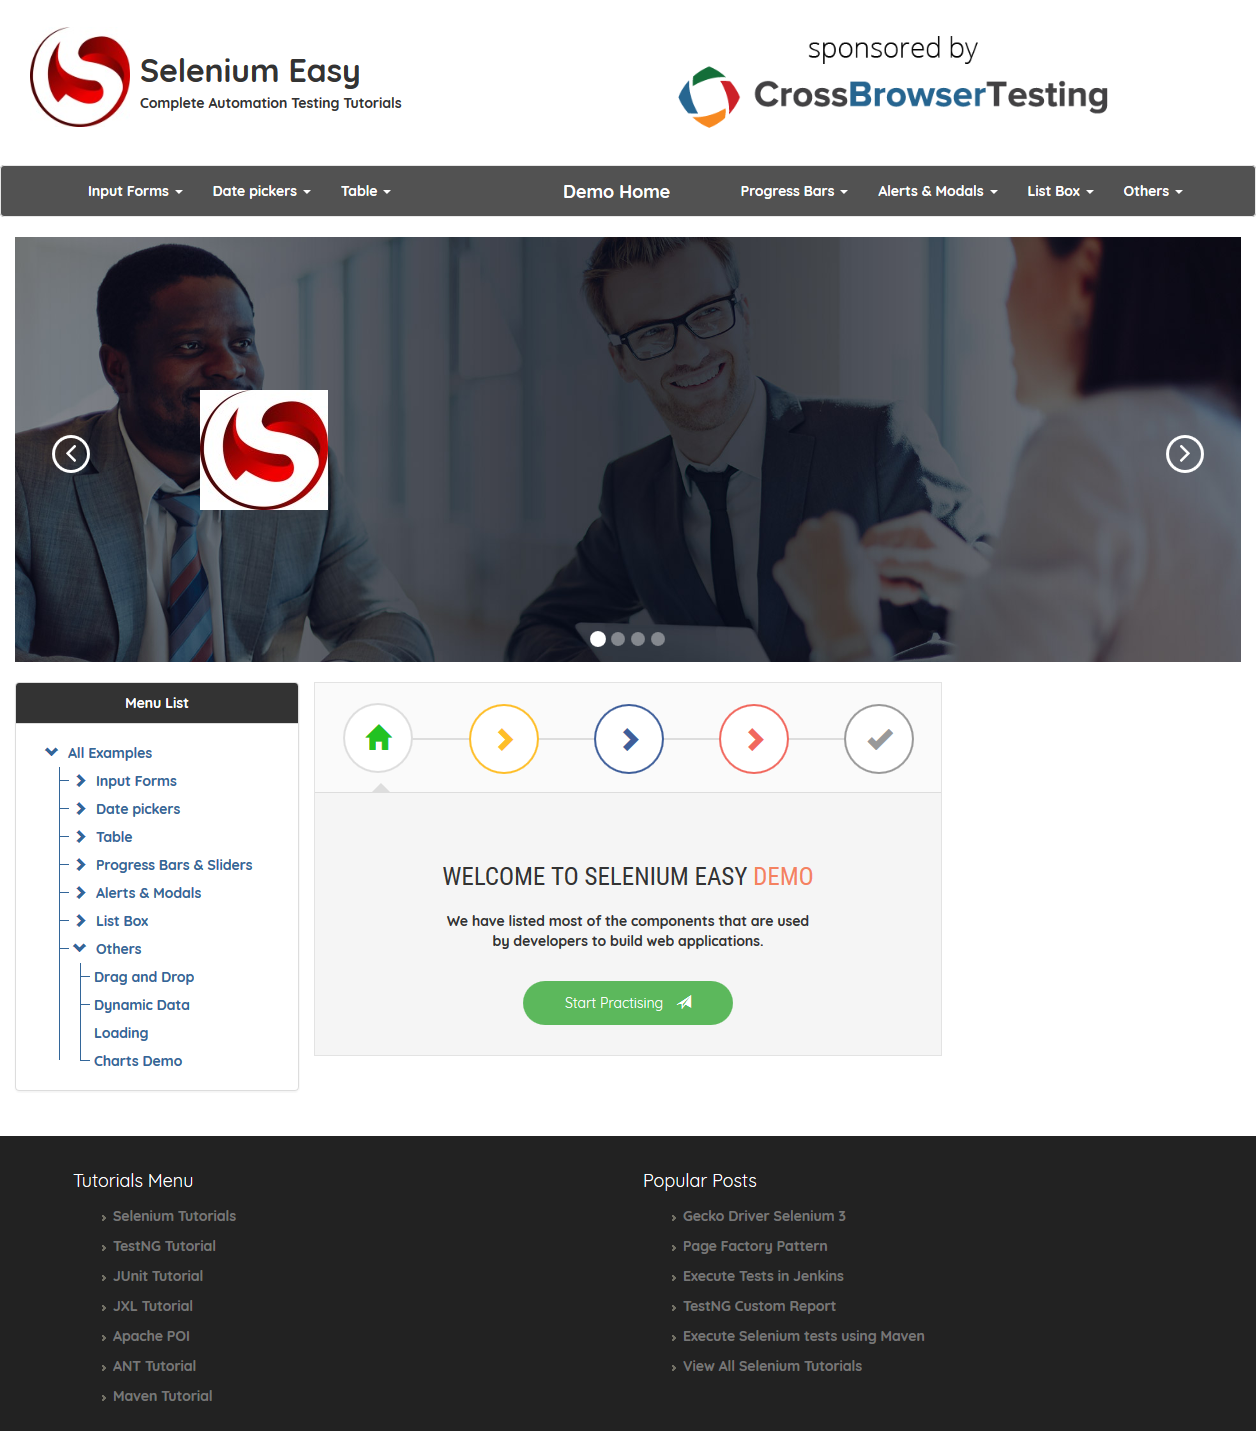 Selenium Easy
Complete Automation Testing Tutorials
sponsored by
CrossBrowserTesting
Input Forms
Date pickers
Table
Demo Home
Progress Bars
Alerts & Modals
List Box
Others
Menu List
All Examples
Input Forms
Date pickers
Table
Progress Bars & Sliders
Alerts & Modals
List Box
Others
Drag and Drop
Dynamic Data
Loading
Charts Demo
WELCOME TO SELENIUM EASY DEMO
We have listed most of the components that are used
by developers to build web applications.
Start Practising
Tutorials Menu
Selenium Tutorials
TestNG Tutorial
JUnit Tutorial
JXL Tutorial
Apache POI
ANT Tutorial
Maven Tutorial
Popular Posts
Gecko Driver Selenium 3
Page Factory Pattern
Execute Tests in Jenkins
TestNG Custom Report
Execute Selenium tests using Maven
View All Selenium Tutorials